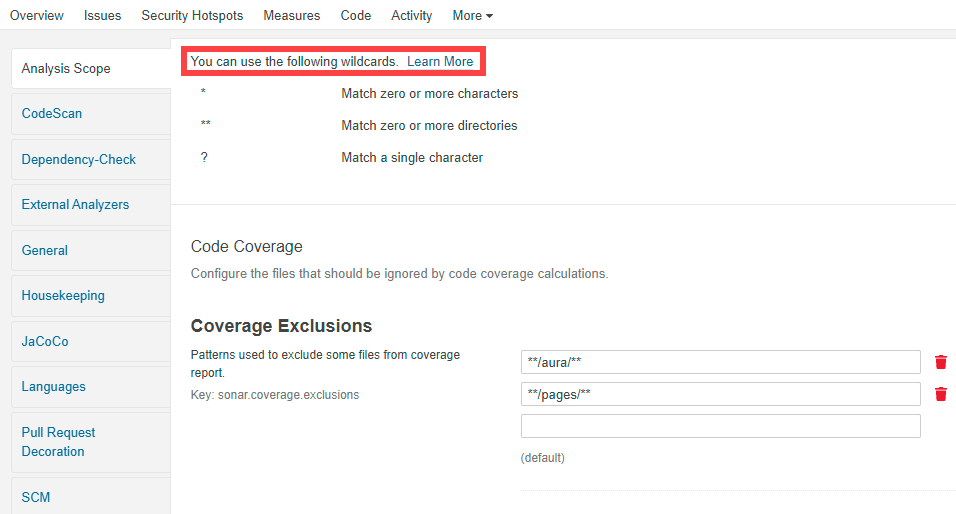 Overview Issues Security Hotspots Measures Code Activity More
Analysis Scope
CodeScan
Dependency-Check
External Analyzers
General
Housekeeping
JaCoCo
Languages
Pull Request
Decoration
SCM
You can use the following wildcards. Learn More
* Match zero or more characters
** Match zero or more directories
? Match a single character
Code Coverage
Configure the files that should be ignored by code coverage calculations.
Coverage Exclusions
Patterns used to exclude some files from coverage
report.
Key: sonar.coverage.exclusions
**/aura/**
**/pages/**
(default)